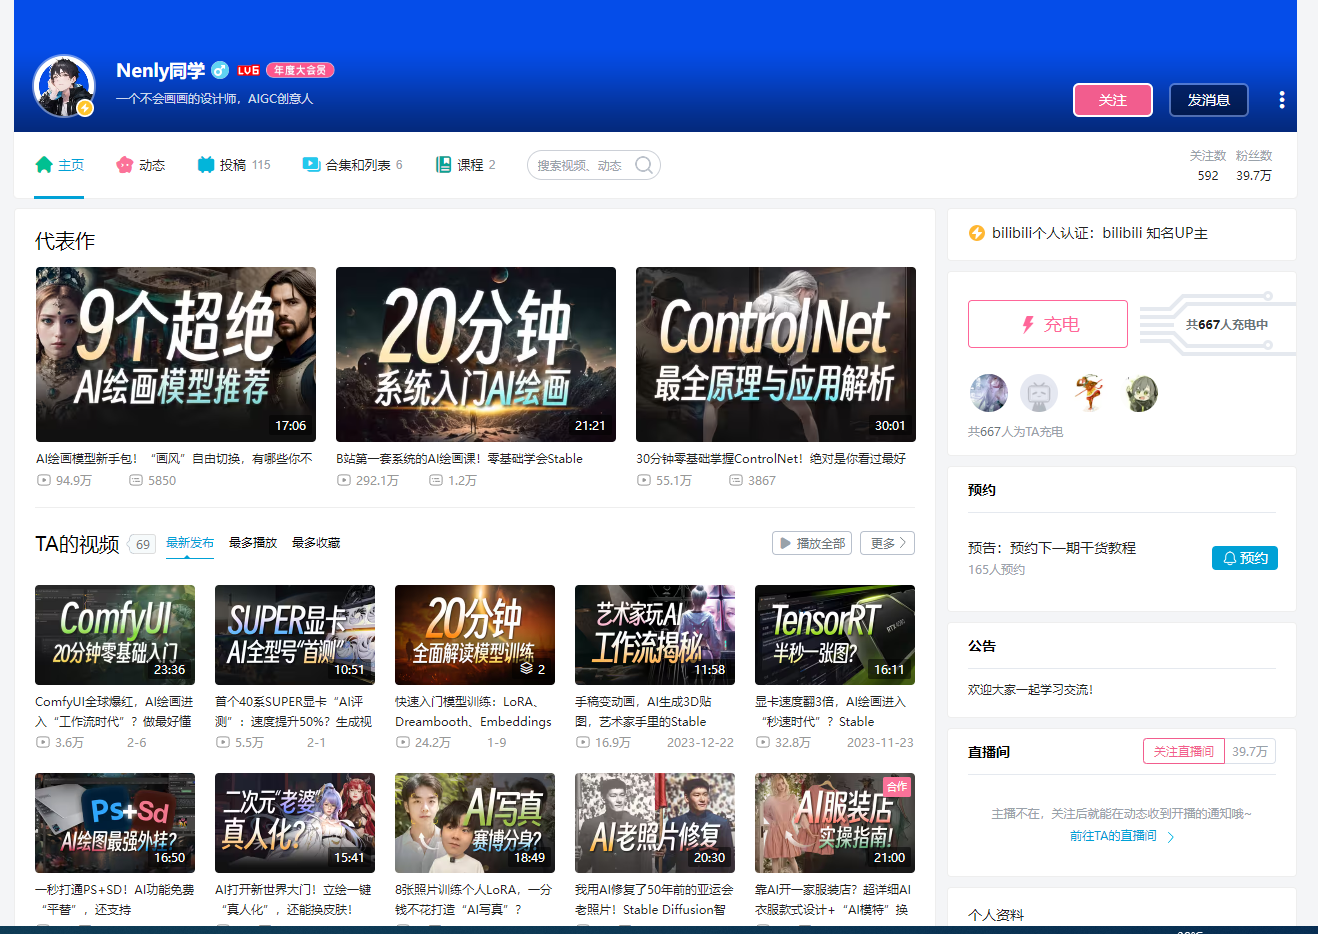 Nenly同学 LV6 年度大会员
一个不会画画的设计师，AIGC创意人
关注 发消息
主页 动态 投稿 115 合集和列表 6 课程 2 搜索视频、动态
关注数 粉丝数
592 39.7万
代表作
9个超绝
AI绘画模型推荐
17:06
20分钟
系统入门AI绘画
21:21
ControlNet
最全原理与应用解析
30:01
AI绘画模型新手包！“画风”自由切换，有哪些你不
94.9万 5850
B站第一套系统的AI绘画课！零基础学会Stable
292.1万 1.2万
30分钟零基础掌握ControlNet！绝对是你看过最好
55.1万 3867
TA的视频 69 最新发布 最多播放 最多收藏 播放全部 更多
ComfyUI
20分钟零基础入门
23:36
SUPER显卡
AI全型号“首测”
10:51
20分钟
全面解读模型训练
2
艺术家玩AI
工作流揭秘
11:58
TensorRT
半秒一张图?
16:11
ComfyUI全球爆红，AI绘画进
入“工作流时代”？做最好懂
3.6万 2-6
首个40系SUPER显卡“AI评
测”：速度提升50%？生成视
5.5万 2-1
快速入门模型训练：LoRA、
Dreambooth、Embeddings
24.2万 1-9
手稿变动画，AI生成3D贴
图，艺术家手里的Stable
16.9万 2023-12-22
显卡速度翻3倍，AI绘画进入
“秒速时代”？Stable
32.8万 2023-11-23
Ps+Sd
AI绘图最强外挂?
16:50
二次元“老婆”
真人化?
15:41
AI写真
赛博分身?
18:49
AI老照片修复
20:30
合作
AI服装店
实操指南!
21:00
一秒打通PS+SD！AI功能免费
“平替”，还支持
AI打开新世界大门！立绘一键
“真人化”，还能换皮肤！
8张照片训练个人LoRA，一分
钱不花打造“AI写真”？
我用AI修复了50年前的亚运会
老照片！Stable Diffusion智
靠AI开一家服装店？超详细AI
衣服款式设计+“AI模特”换
bilibili个人认证：bilibili 知名UP主
充电 共667人充电中
共667人为TA充电
预约
预告：预约下一期干货教程
165人预约
预约
公告
欢迎大家一起学习交流！
直播间 关注直播间 39.7万
主播不在，关注后就能在动态收到开播的通知哦~
前往TA的直播间
个人资料